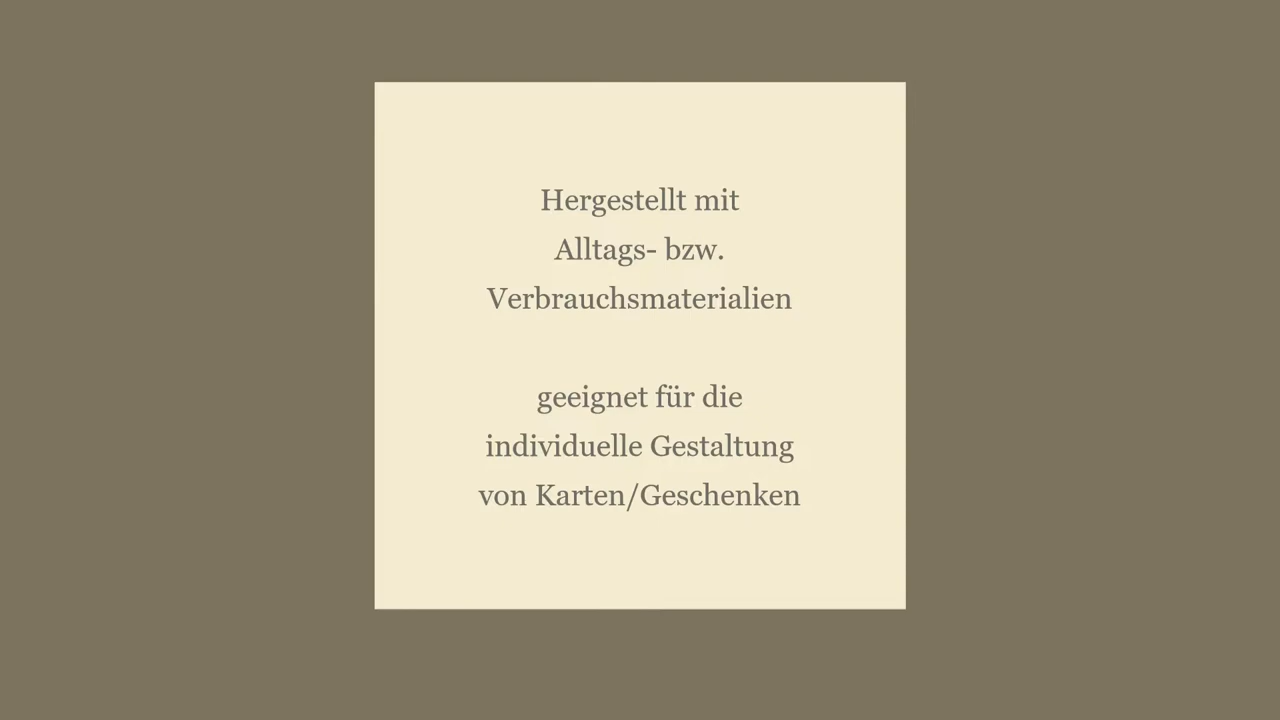 Hergestellt mit
Alltags- bzw.
Verbrauchsmaterialien
geeignet für die
individuelle Gestaltung
von Karten/Geschenken